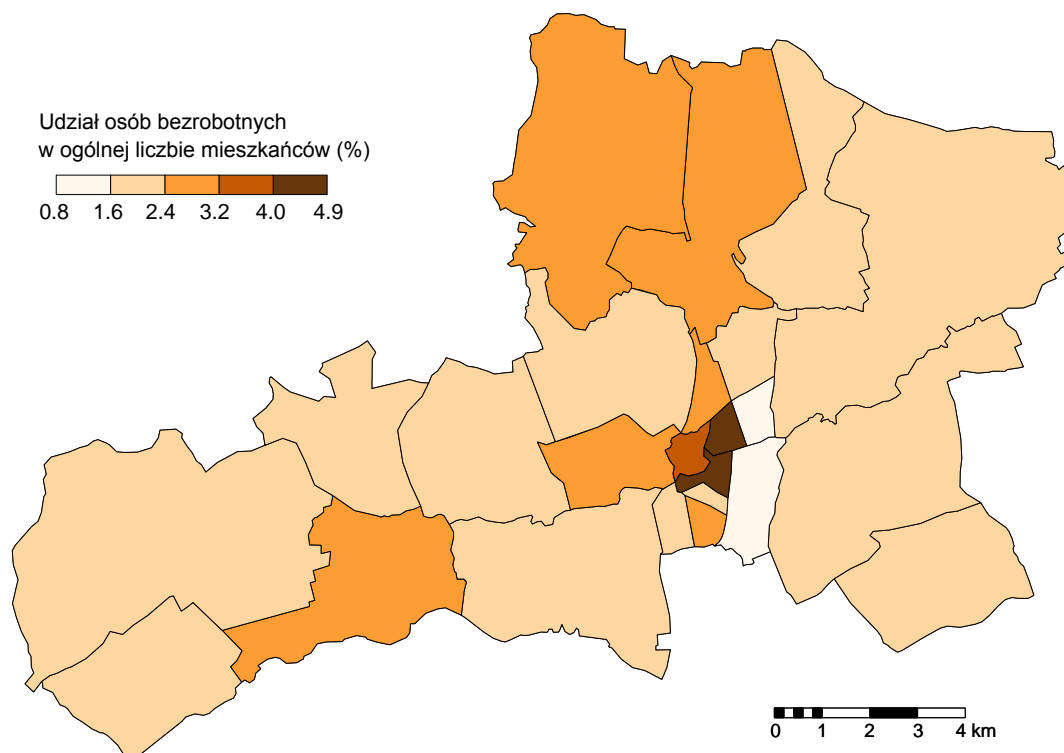 Udział osób bezrobotnych
w ogólnej liczbie mieszkańców (%)
0.8 1.6 2.4 3.2 4.0 4.9
0 1 2 3 4 km